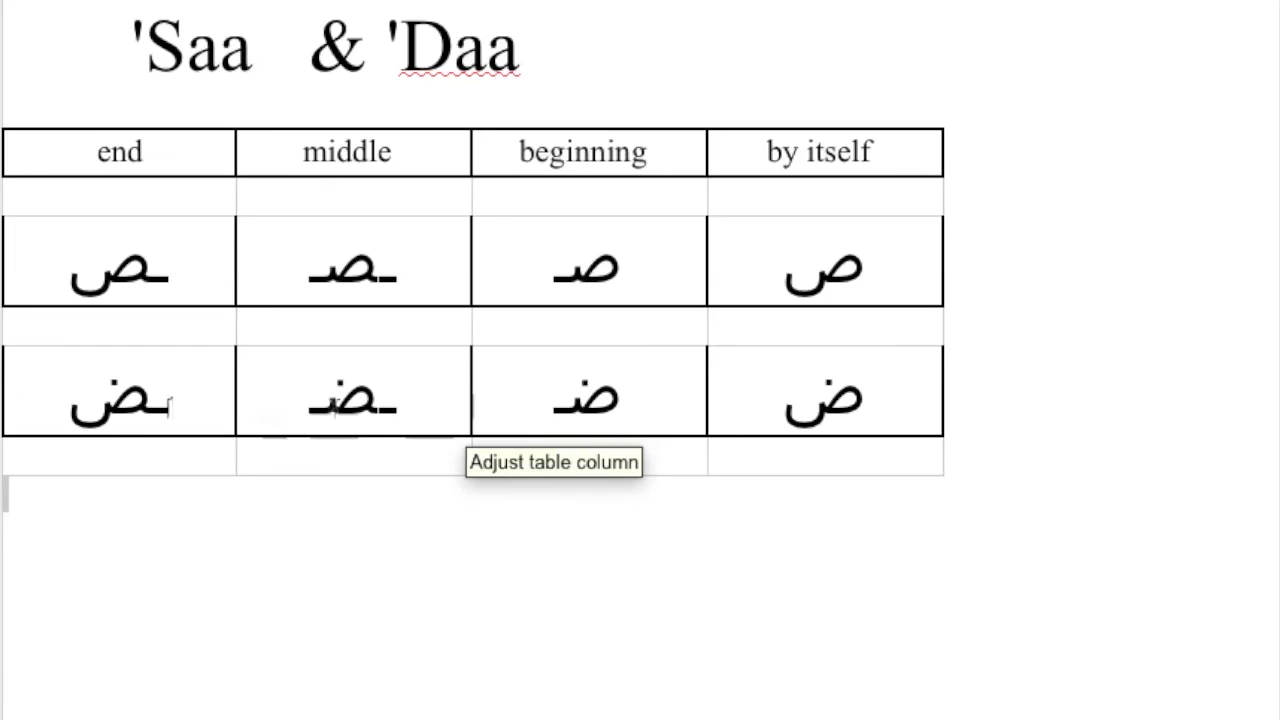 'Saa & 'Daa
end middle beginning by itself
ـص ـصـ صـ ص
ـض ـضـ ضـ ض
Adjust table column